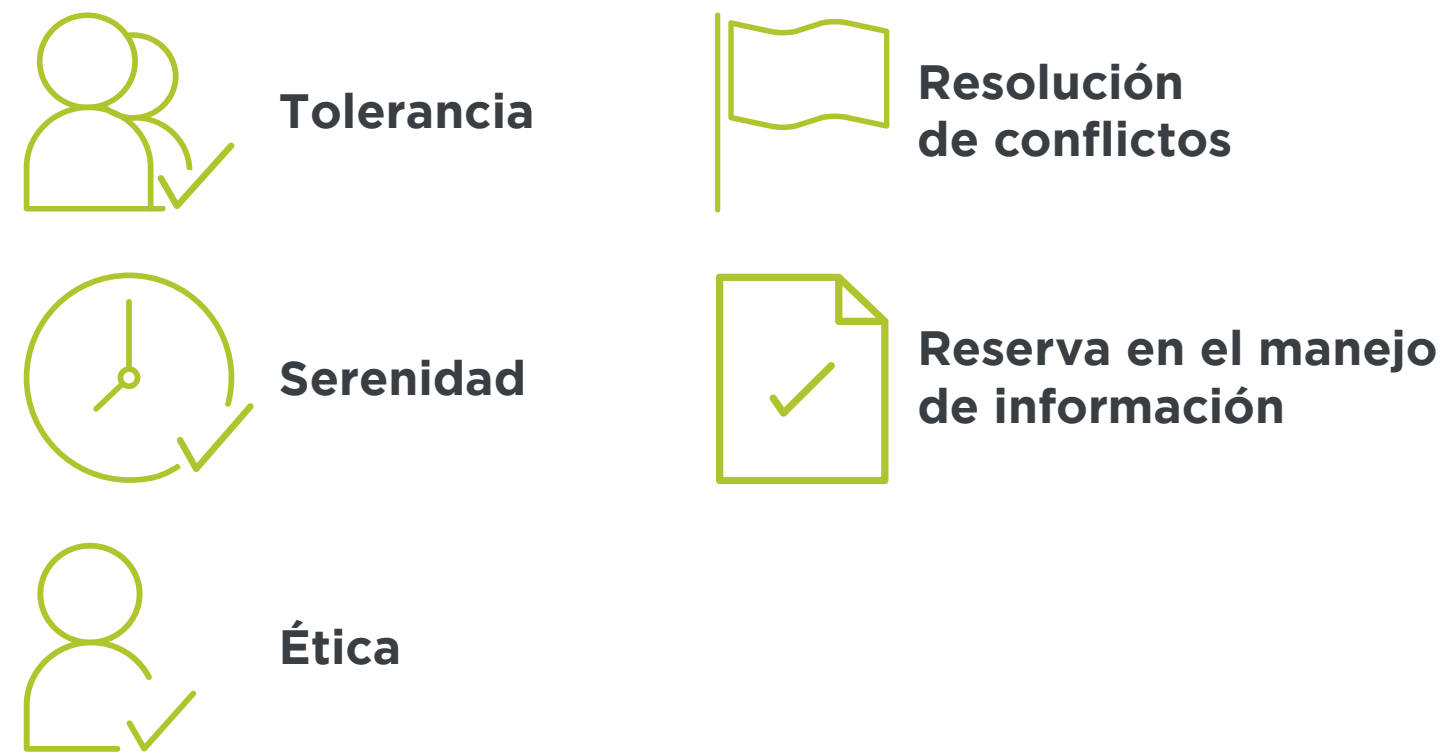 Tolerancia
Serenidad
Ética
Resolución
de conflictos
Reserva en el manejo
de información